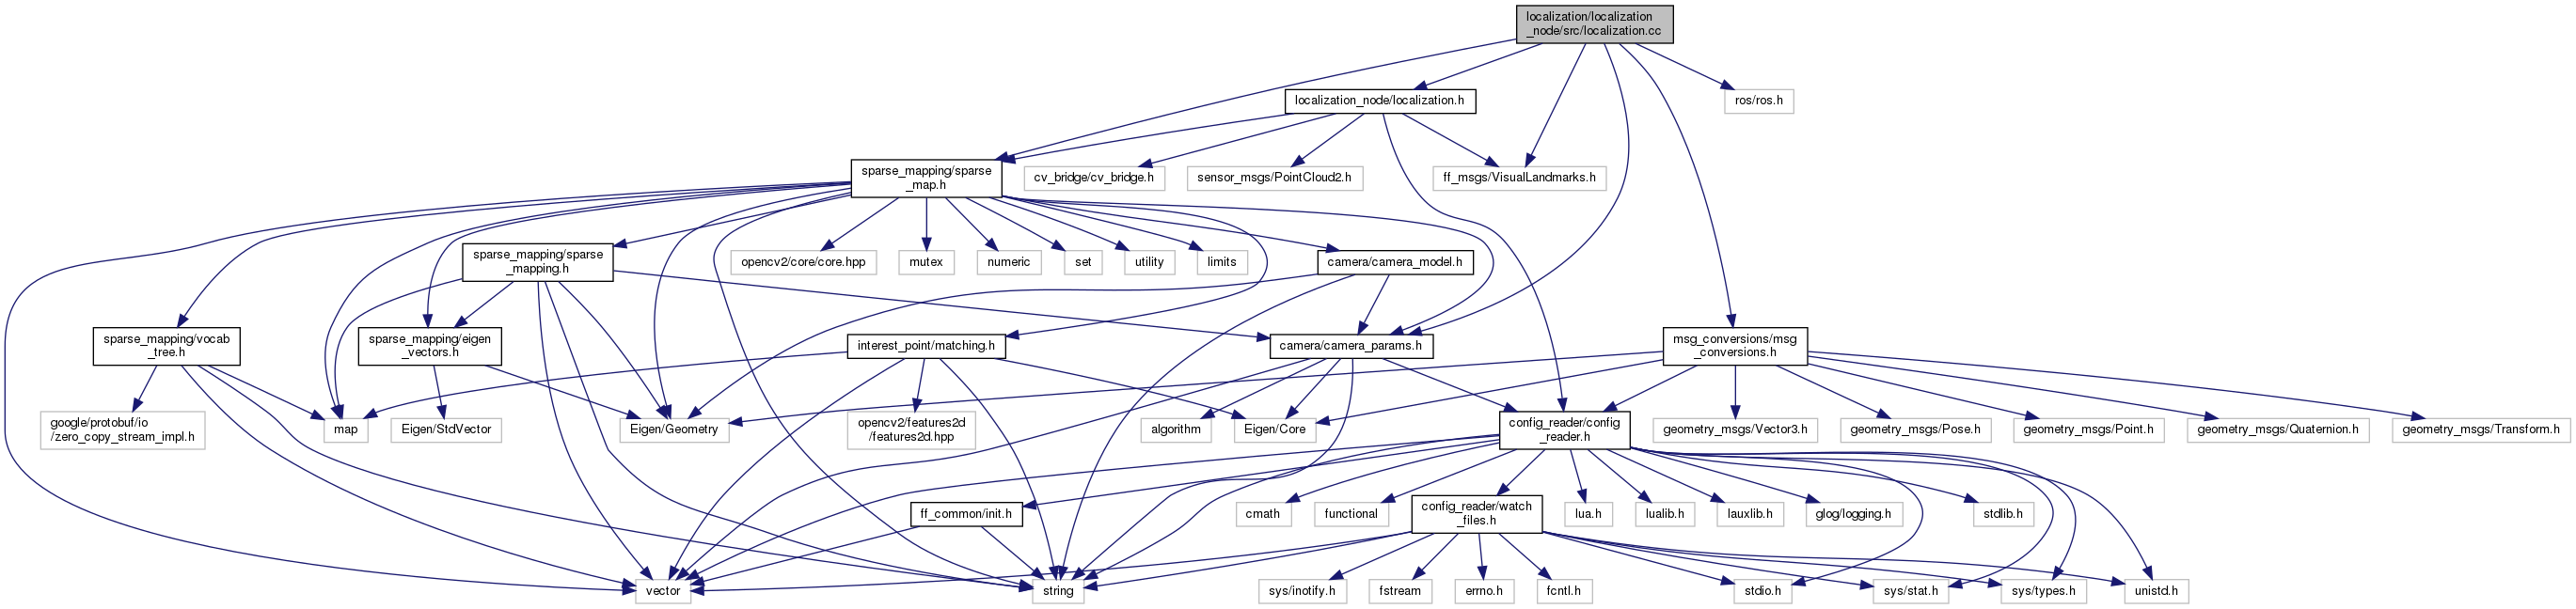 localization/localization
_node/src/localization.cc
localization_node/localization.h
ros/ros.h
sparse_mapping/sparse
_map.h
cv_bridge/cv_bridge.h
sensor_msgs/PointCloud2.h
ff_msgs/VisualLandmarks.h
sparse_mapping/sparse
_mapping.h
opencv2/core/core.hpp
mutex
numeric
set
utility
limits
camera/camera_model.h
sparse_mapping/vocab
_tree.h
sparse_mapping/eigen
_vectors.h
interest_point/matching.h
camera/camera_params.h
msg_conversions/msg
_conversions.h
google/protobuf/io
/zero_copy_stream_impl.h
map
Eigen/StdVector
Eigen/Geometry
opencv2/features2d
/features2d.hpp
algorithm
Eigen/Core
config_reader/config
_reader.h
geometry_msgs/Vector3.h
geometry_msgs/Pose.h
geometry_msgs/Point.h
geometry_msgs/Quaternion.h
geometry_msgs/Transform.h
ff_common/init.h
cmath
functional
config_reader/watch
_files.h
lua.h
lualib.h
lauxlib.h
glog/logging.h
stdlib.h
vector
string
sys/inotify.h
fstream
errno.h
fcntl.h
stdio.h
sys/stat.h
sys/types.h
unistd.h